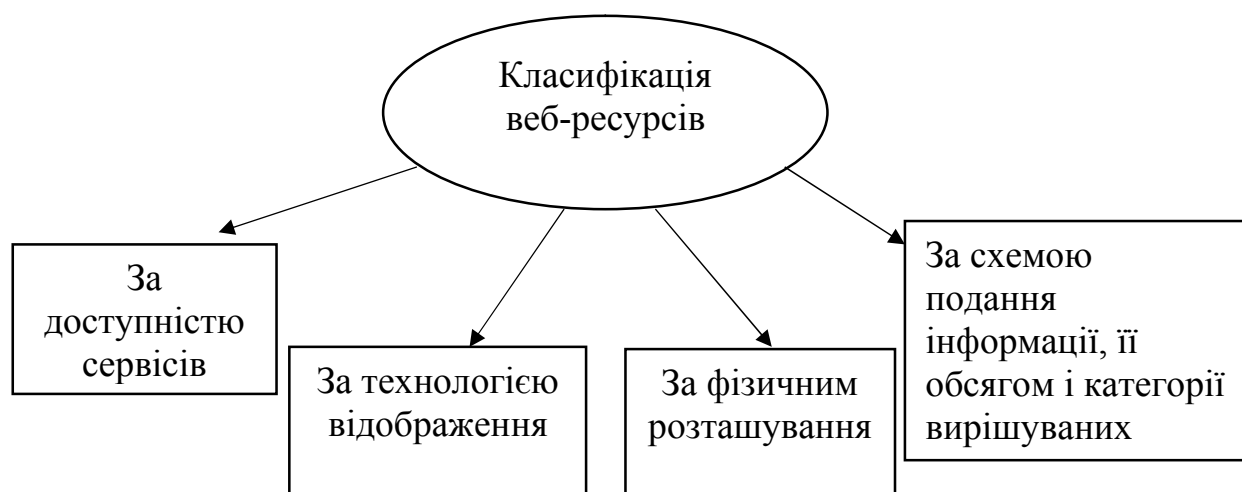 Класифікація
веб-ресурсів
За
доступністю
сервісів
За технологією
відображення
За фізичним
розташування
За схемою
подання
інформації, її
обсягом і категорії
вирішуваних